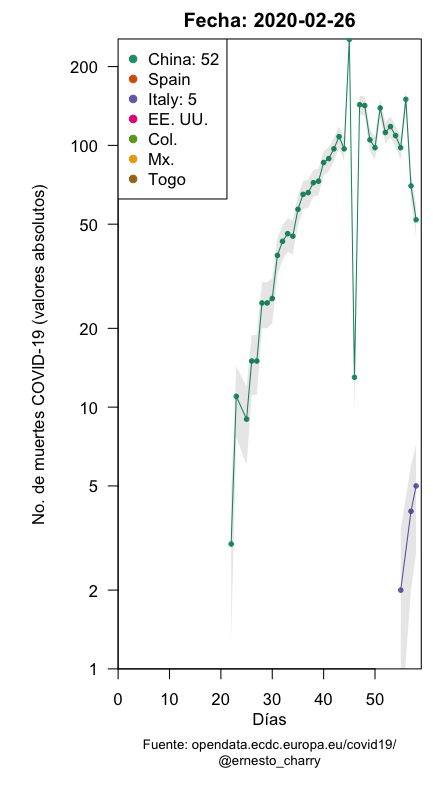 Fecha: 2020-02-26
China: 52
Spain
Italy: 5
EE. UU.
Col.
Mx.
Togo
No. de muertes COVID-19 (valores absolutos)
200
100
50
20
10
5
2
1
0 10 20 30 40 50
Días
Fuente: opendata.ecdc.europa.eu/covid19/
@ernesto_charry